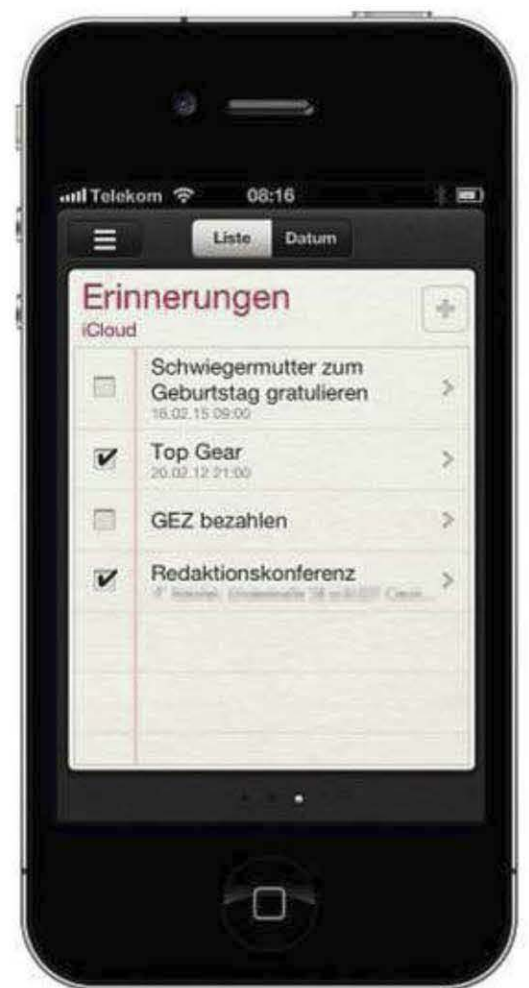 Telekom 08:16
Liste Datum
Erinnerungen
iCloud
Schwiegermutter zum
Geburtstag gratulieren
16.02.15 09:00
Top Gear
20.02.12 21:00
GEZ bezahlen
Redaktionskonferenz